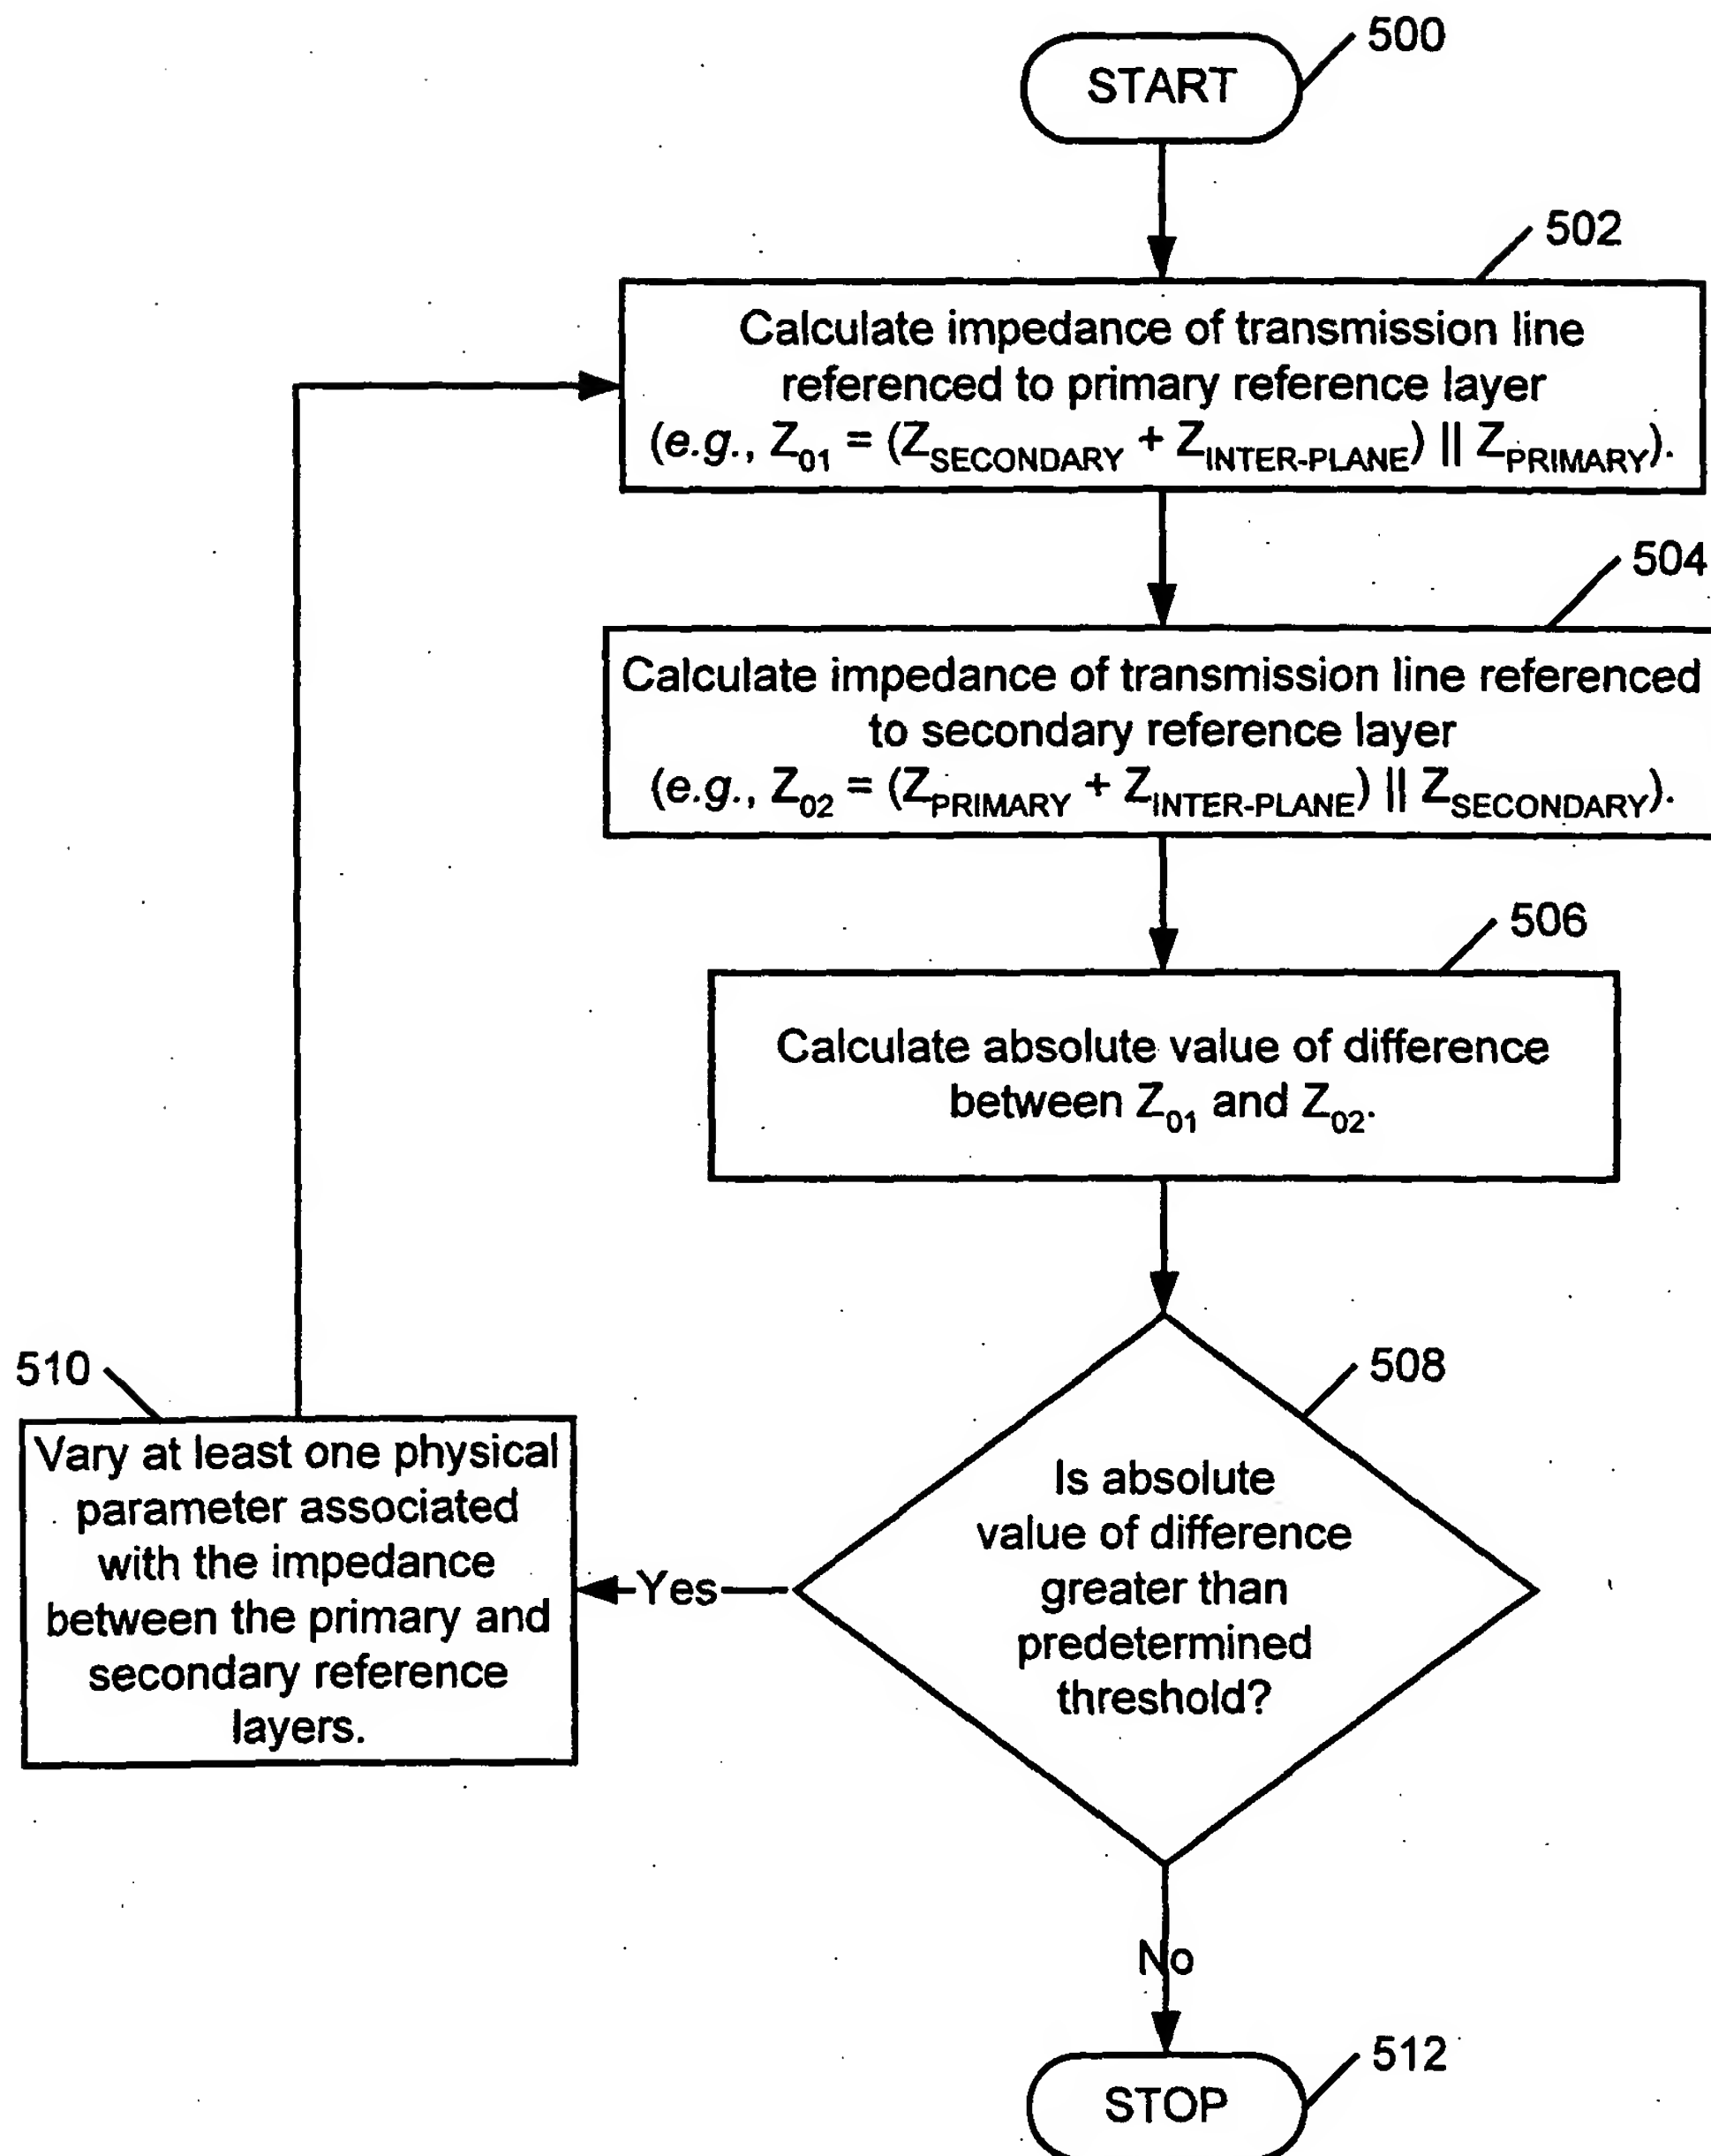 500
START
502
Calculate impedance of transmission line
referenced to primary reference layer
(e.g., Z01 = (ZSECONDARY + ZINTER-PLANE) || ZPRIMARY).
504
Calculate impedance of transmission line referenced
to secondary reference layer
(e.g., Z02 = (ZPRIMARY + ZINTER-PLANE) || ZSECONDARY).
506
Calculate absolute value of difference
between Z01 and Z02.
508
Is absolute
value of difference
greater than
predetermined
threshold?
Yes
510
Vary at least one physical
parameter associated
with the impedance
between the primary and
secondary reference
layers.
No
512
STOP